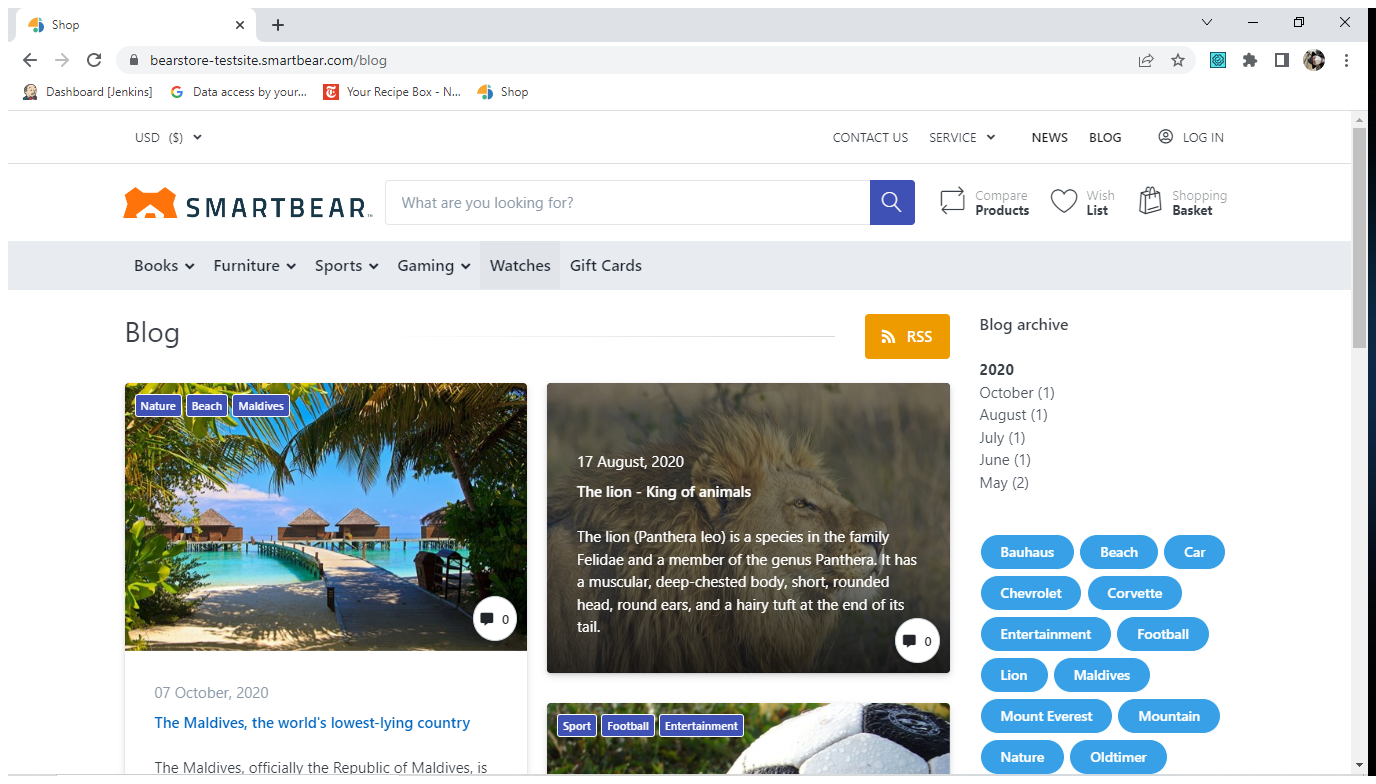 Shop
bearstore-testsite.smartbear.com/blog
Dashboard [Jenkins]
Data access by your...
Your Recipe Box - N...
Shop
USD ($)
CONTACT US
SERVICE
NEWS
BLOG
LOG IN
SMARTBEAR™
What are you looking for?
Compare
Products
Wish
List
Shopping
Basket
Books
Furniture
Sports
Gaming
Watches
Gift Cards
Blog
RSS
Nature
Beach
Maldives
0
07 October, 2020
The Maldives, the world's lowest-lying country
The Maldives, officially the Republic of Maldives, is
17 August, 2020
The lion - King of animals
The lion (Panthera leo) is a species in the family
Felidae and a member of the genus Panthera. It has
a muscular, deep-chested body, short, rounded
head, round ears, and a hairy tuft at the end of its
tail.
0
Sport
Football
Entertainment
Blog archive
2020
October (1)
August (1)
July (1)
June (1)
May (2)
Bauhaus
Beach
Car
Chevrolet
Corvette
Entertainment
Football
Lion
Maldives
Mount Everest
Mountain
Nature
Oldtimer